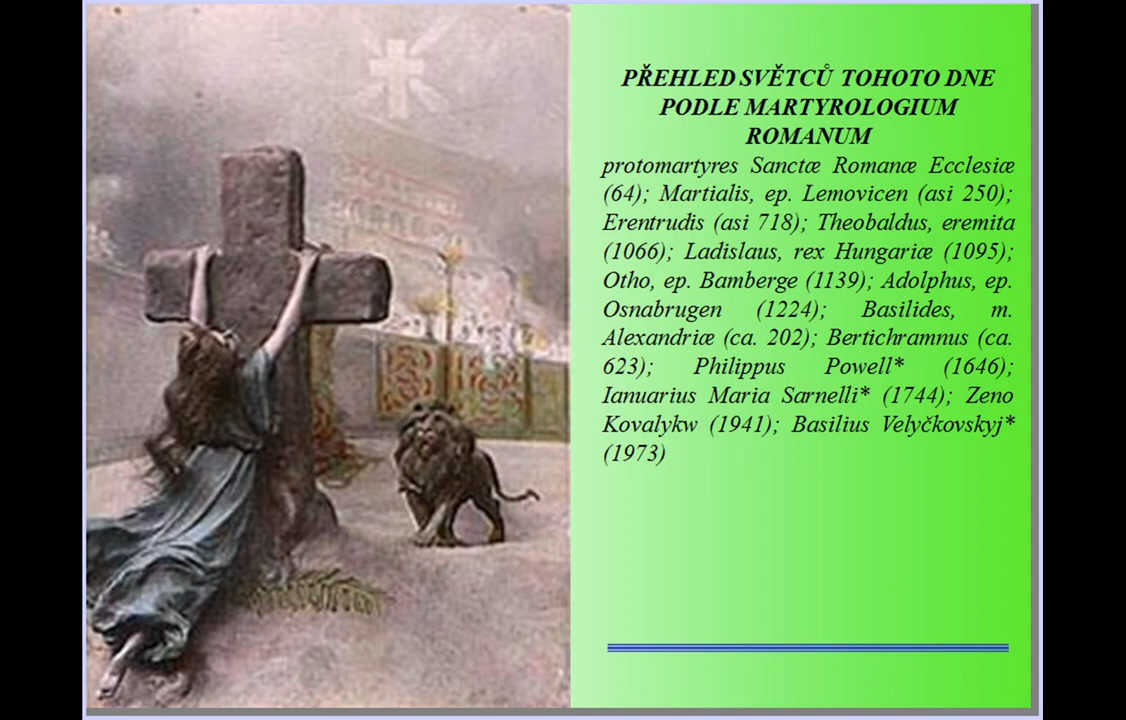 PŘEHLED SVĚTCŮ TOHOTO DNE
PODLE MARTYROLOGIUM
ROMANUM
protomartyres Sanctæ Romanæ Ecclesiæ
(64); Martialis, ep. Lemovicen (asi 250);
Erentrudis (asi 718); Theobaldus, eremita
(1066); Ladislaus, rex Hungariæ (1095);
Otho, ep. Bamberge (1139); Adolphus, ep.
Osnabrugen (1224); Basilides, m.
Alexandriæ (ca. 202); Bertichramnus (ca.
623); Philippus Powell* (1646);
Ianuarius Maria Sarnelli* (1744); Zeno
Kovalykw (1941); Basilius Velyčkovskyj*
(1973)